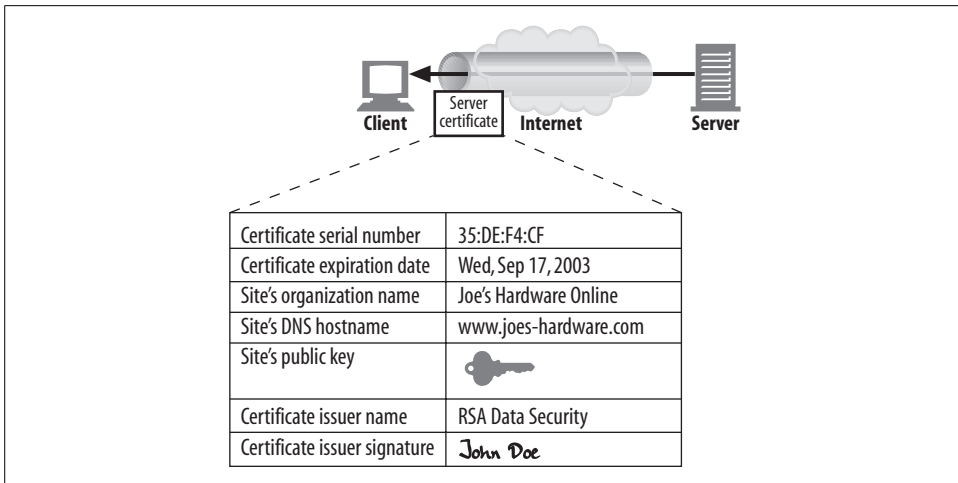 Client
Server
certificate
Internet
Server
Certificate serial number 35:DE:F4:CF
Certificate expiration date Wed, Sep 17, 2003
Site's organization name Joe's Hardware Online
Site's DNS hostname www.joes-hardware.com
Site's public key
Certificate issuer name RSA Data Security
Certificate issuer signature John Doe